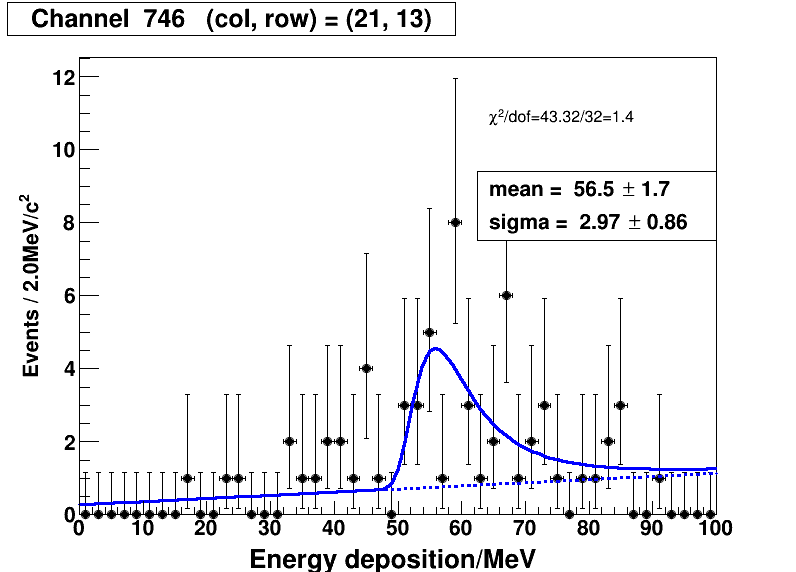 Channel 746 (col, row) = (21, 13)
χ²/dof=43.32/32=1.4
mean = 56.5 ± 1.7
sigma = 2.97 ± 0.86
Events / 2.0MeV/c²
12
10
8
6
4
2
0
0 10 20 30 40 50 60 70 80 90 100
Energy deposition/MeV